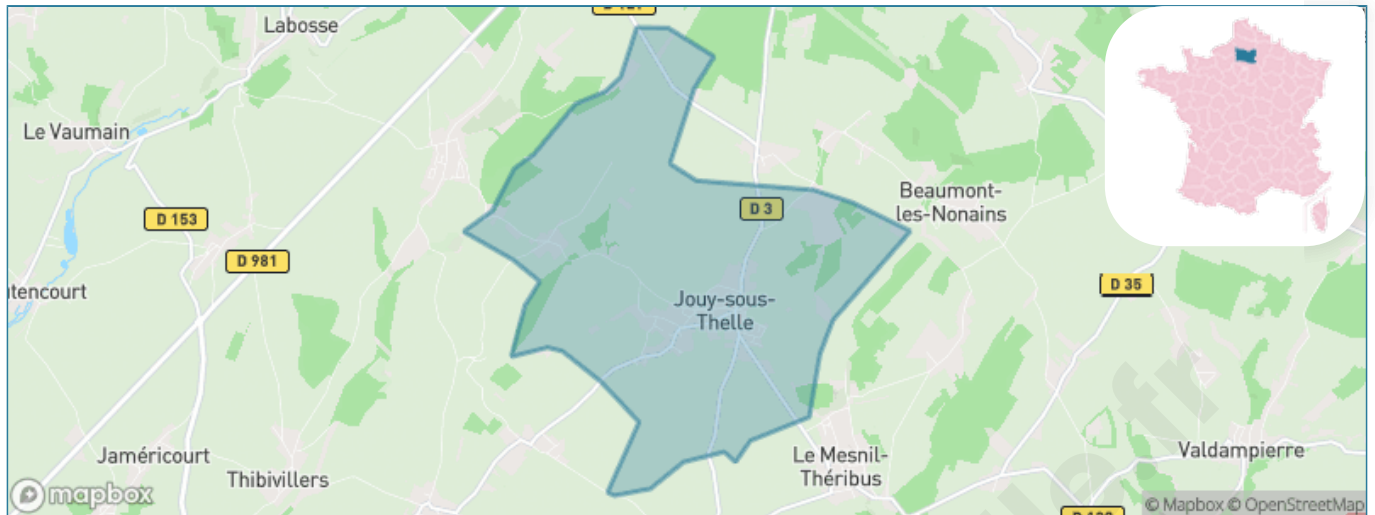 Labosse
Le Vaumain
D 153
D 981
D 3
Beaumont-
les-Nonains
D 35
Jouy-sous-
Thelle
Jaméricourt
Thibivillers
Le Mesnil-
Théribus
Valdampierre
mapbox
© Mapbox © OpenStreetMap